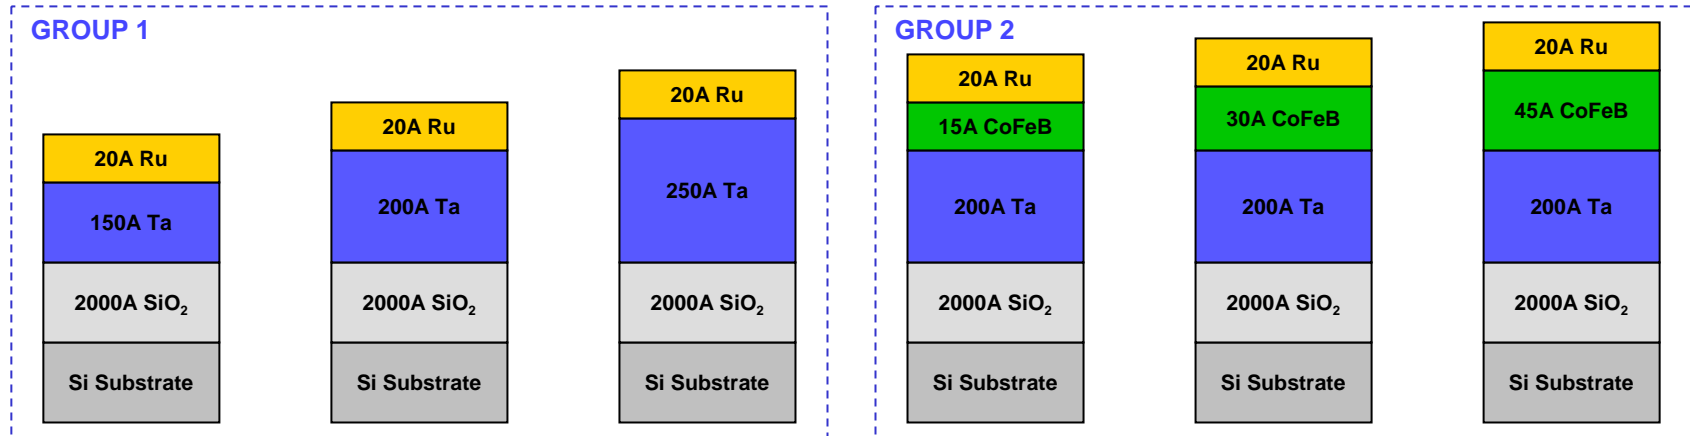 GROUP 1
20A Ru
150A Ta
2000A SiO₂
Si Substrate
20A Ru
200A Ta
2000A SiO₂
Si Substrate
20A Ru
250A Ta
2000A SiO₂
Si Substrate
GROUP 2
20A Ru
15A CoFeB
200A Ta
2000A SiO₂
Si Substrate
20A Ru
30A CoFeB
200A Ta
2000A SiO₂
Si Substrate
20A Ru
45A CoFeB
200A Ta
2000A SiO₂
Si Substrate